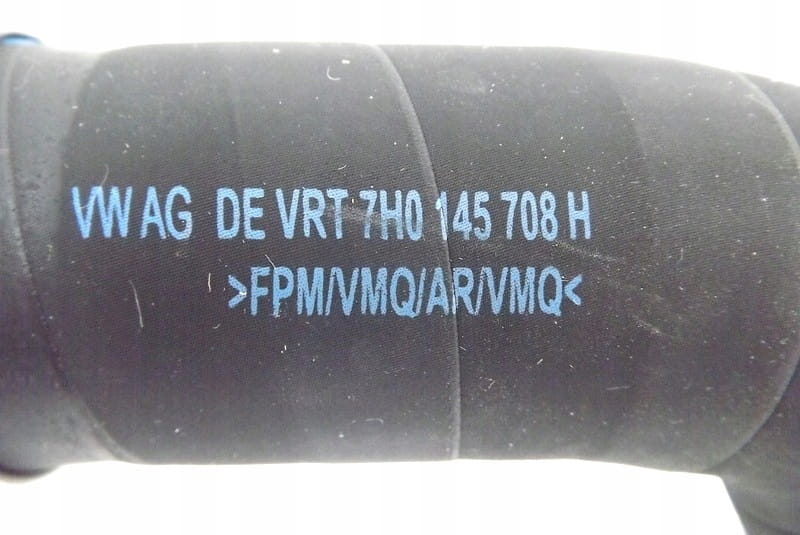 VW AG DE VRT 7H0 145 708 H
>FPM/VMQ/AR/VMQ<